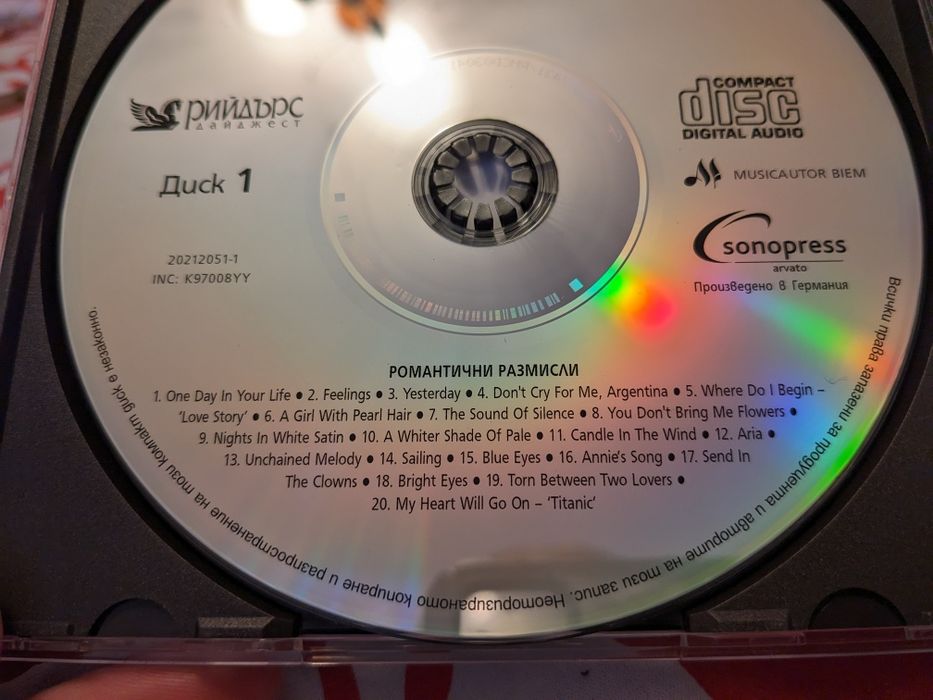 Рийдърс
Дайджест
Диск 1
20212051-1
INC: K97008YY
COMPACT
disc
DIGITAL AUDIO
MUSICAUTOR BIEM
sonopress
arvato
Произведено в Германия
РОМАНТИЧНИ РАЗМИСЛИ
1. One Day In Your Life • 2. Feelings • 3. Yesterday • 4. Don't Cry For Me, Argentina • 5. Where Do I Begin –
'Love Story' • 6. A Girl With Pearl Hair • 7. The Sound Of Silence • 8. You Don't Bring Me Flowers •
9. Nights In White Satin • 10. A Whiter Shade Of Pale • 11. Candle In The Wind • 12. Aria •
13. Unchained Melody • 14. Sailing • 15. Blue Eyes • 16. Annie's Song • 17. Send In
The Clowns • 18. Bright Eyes • 19. Torn Between Two Lovers •
20. My Heart Will Go On – 'Titanic'
Всички права запазени за продуцента и авторите на този запис. Неоторизираното копиране и разпространение на този компакт диск е незаконно.